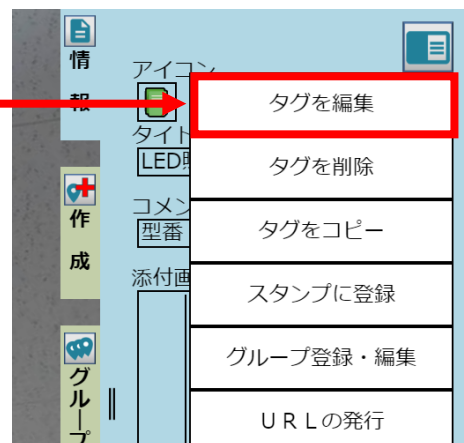 情
報
アイコン
タグを編集
タイト
LED
タグを削除
作
成
コメン
型番
タグをコピー
添付画
スタンプに登録
グループ
グループ登録・編集
ＵＲＬの発行